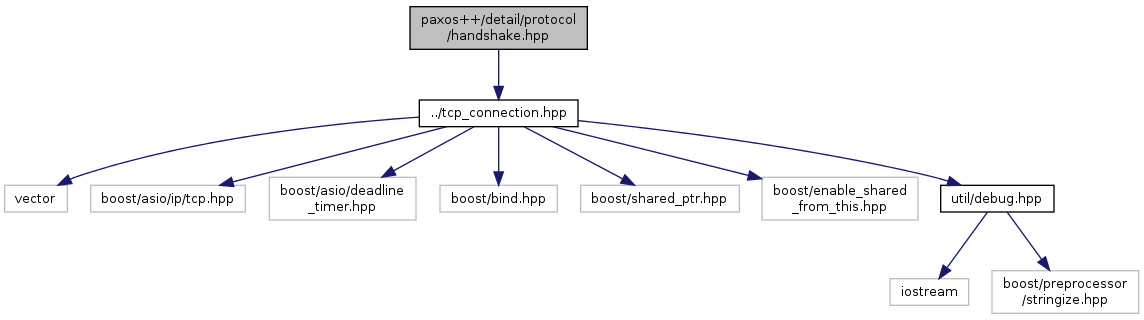 paxos++/detail/protocol
/handshake.hpp
../tcp_connection.hpp
vector
boost/asio/ip/tcp.hpp
boost/asio/deadline
_timer.hpp
boost/bind.hpp
boost/shared_ptr.hpp
boost/enable_shared
_from_this.hpp
util/debug.hpp
iostream
boost/preprocessor
/stringize.hpp